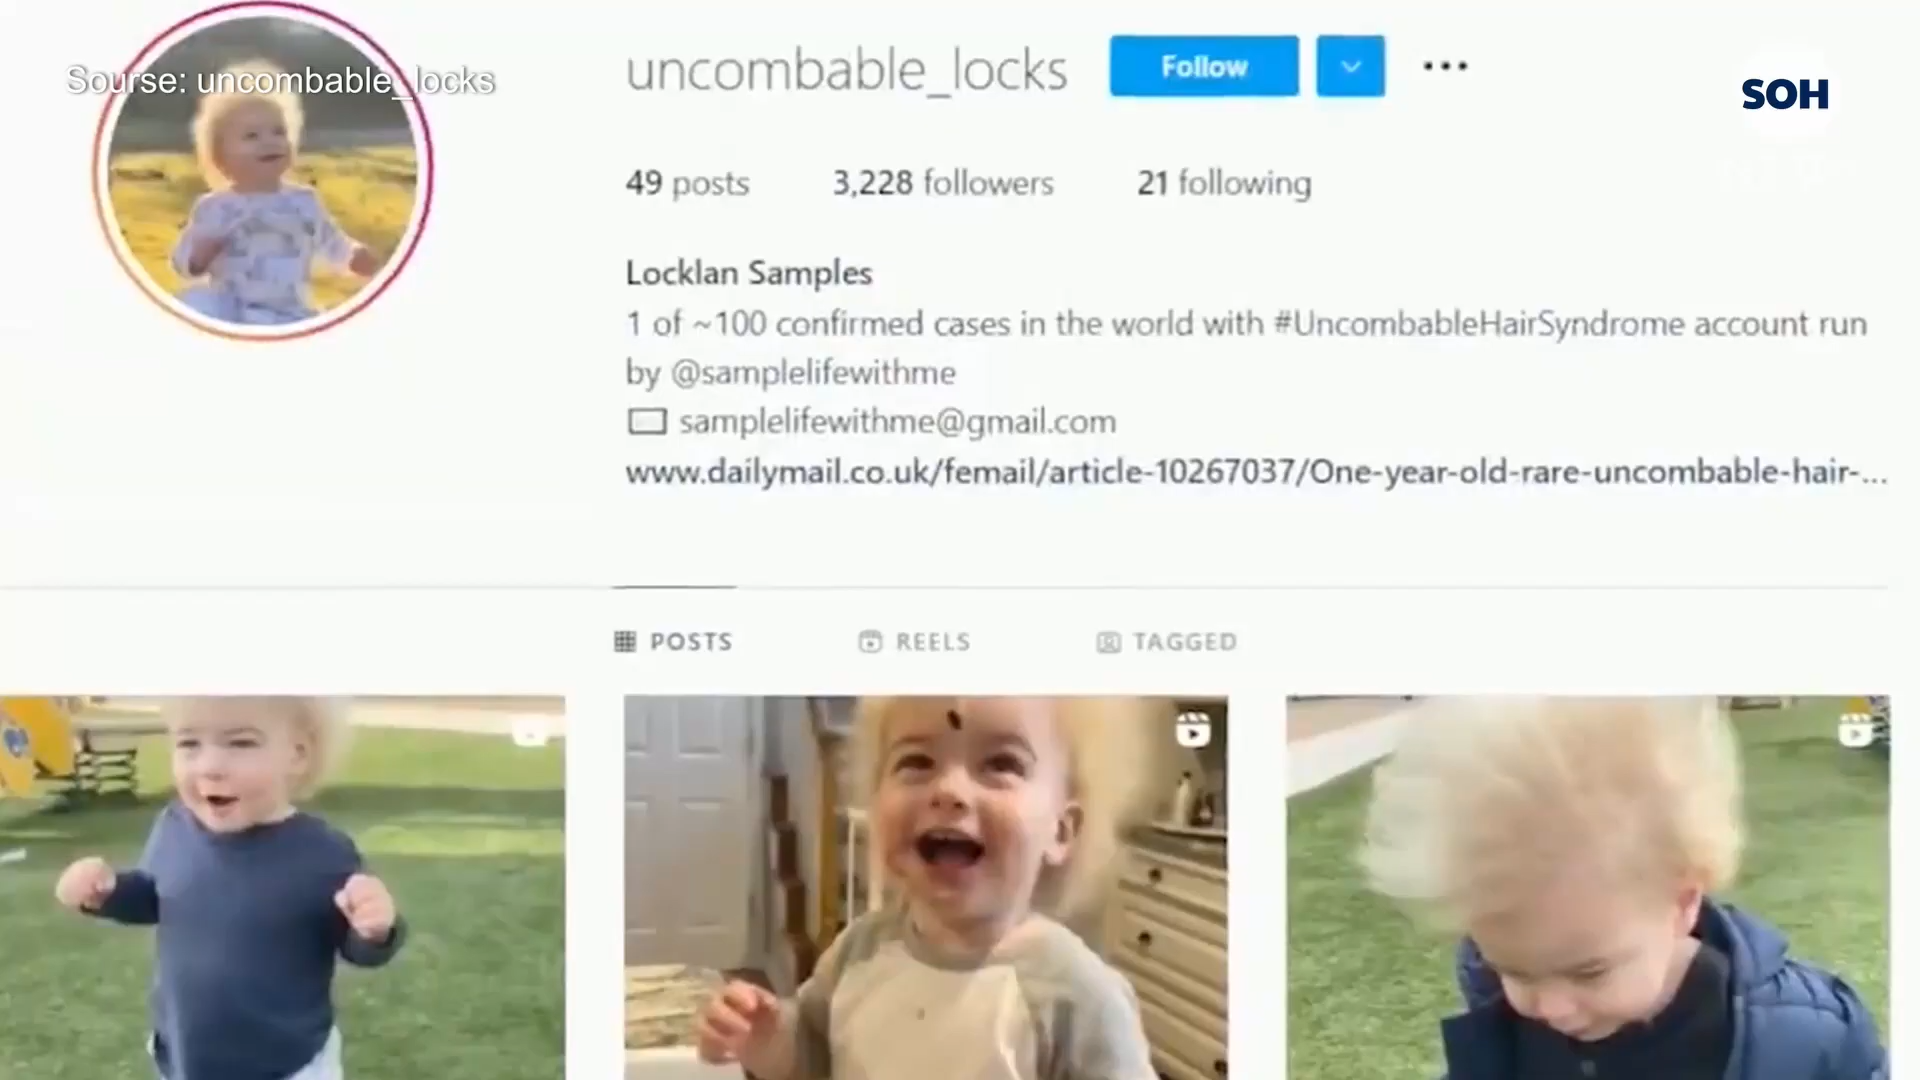 Sourse: uncombable_locks
uncombable_locks
Follow
SOH
49 posts
3,228 followers
21 following
Locklan Samples
1 of ~100 confirmed cases in the world with #UncombableHairSyndrome account run
by @samplelifewithme
samplelifewithme@gmail.com
www.dailymail.co.uk/femail/article-10267037/One-year-old-rare-uncombable-hair-...
POSTS
REELS
TAGGED